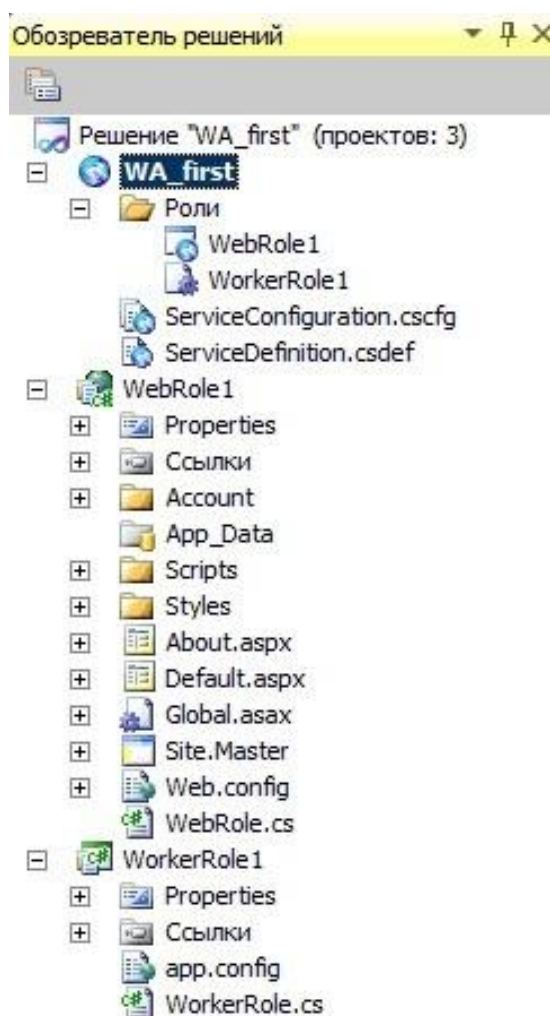 Обозреватель решений
Решение "WA_first" (проектов: 3)
WA_first
Роли
WebRole1
WorkerRole1
ServiceConfiguration.cscfg
ServiceDefinition.csdef
WebRole1
Properties
Ссылки
Account
App_Data
Scripts
Styles
About.aspx
Default.aspx
Global.asax
Site.Master
Web.config
WebRole.cs
WorkerRole1
Properties
Ссылки
app.config
WorkerRole.cs